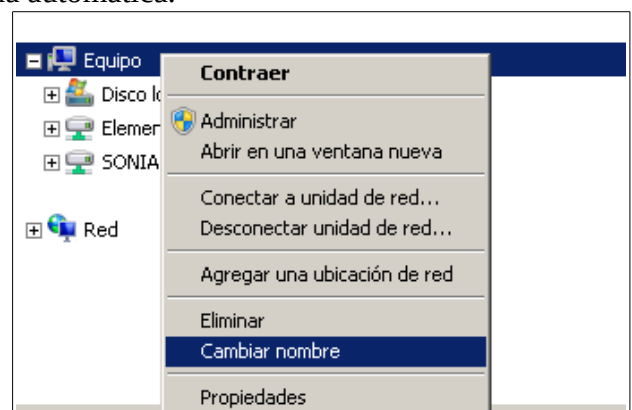 automática.
Equipo
Contraer
Disco lo
Administrar
Elemen
Abrir en una ventana nueva
SONIA
Conectar a unidad de red...
Red
Desconectar unidad de red...
Agregar una ubicación de red
Eliminar
Cambiar nombre
Propiedades